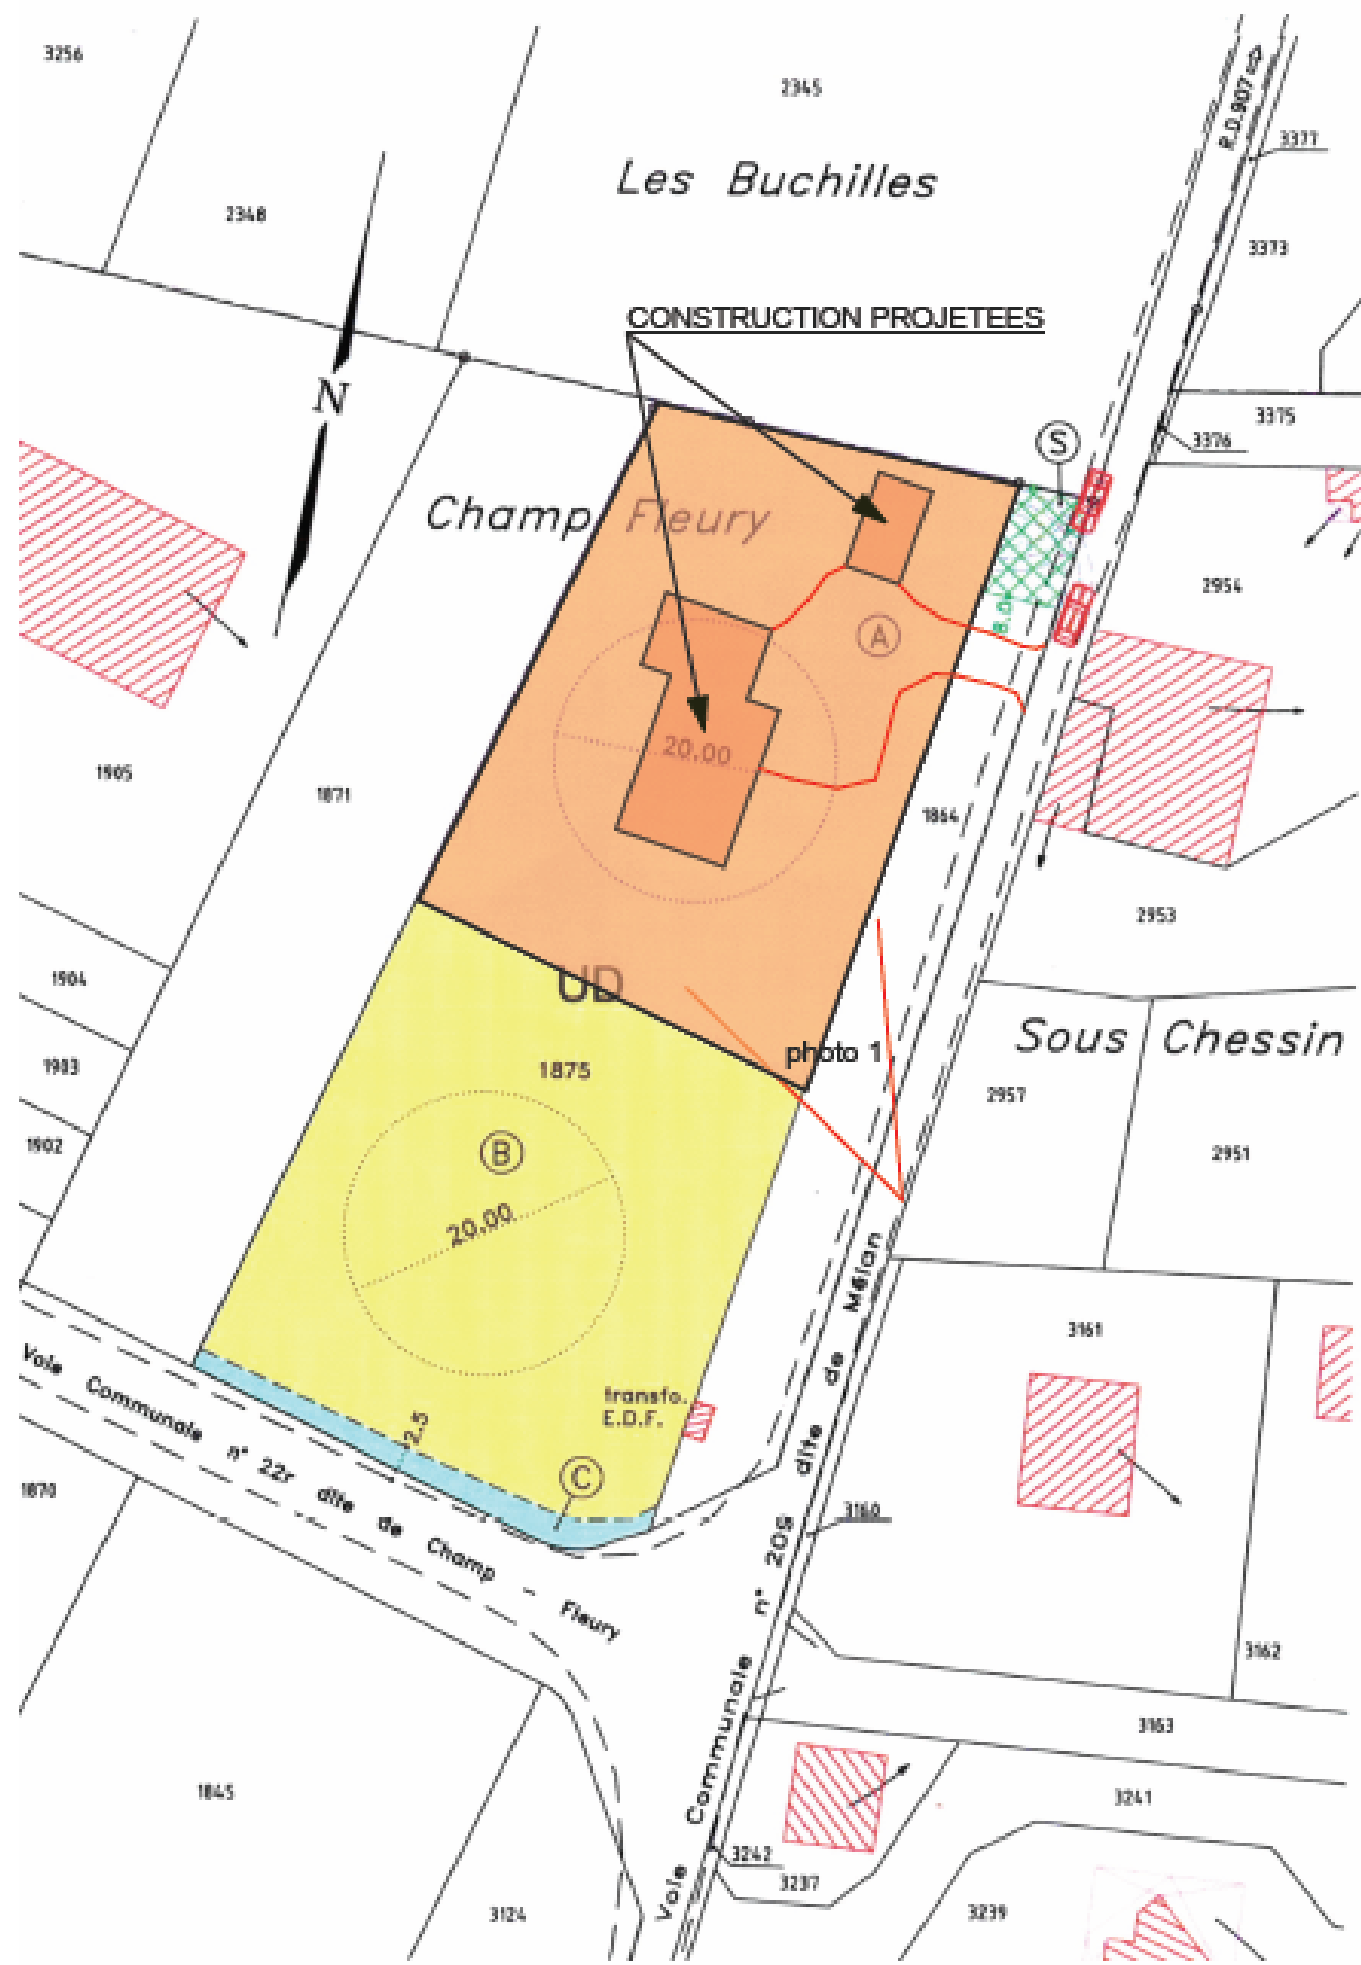 3256
2345
R.D.907
3377
Les Buchilles
2348
3373
CONSTRUCTION PROJETEES
N
3375
3376
S
Champ Fleury
2954
A
20.00
1905
1871
1864
2953
1904
UD
Sous Chessin
photo 1
1903
1875
2957
1902
B
2951
20.00
Voie Communale n° 20g dite de Mélan
3161
Voie Communale n° 22r dite de Champ - Fleury
transfo.
E.D.F.
2.5
C
1870
3160
3162
3163
1845
3241
3242
3237
3124
3239